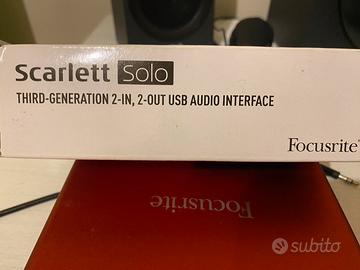 Scarlett Solo
THIRD-GENERATION 2-IN, 2-OUT USB AUDIO INTERFACE
Focusrite
Focusrite
subito